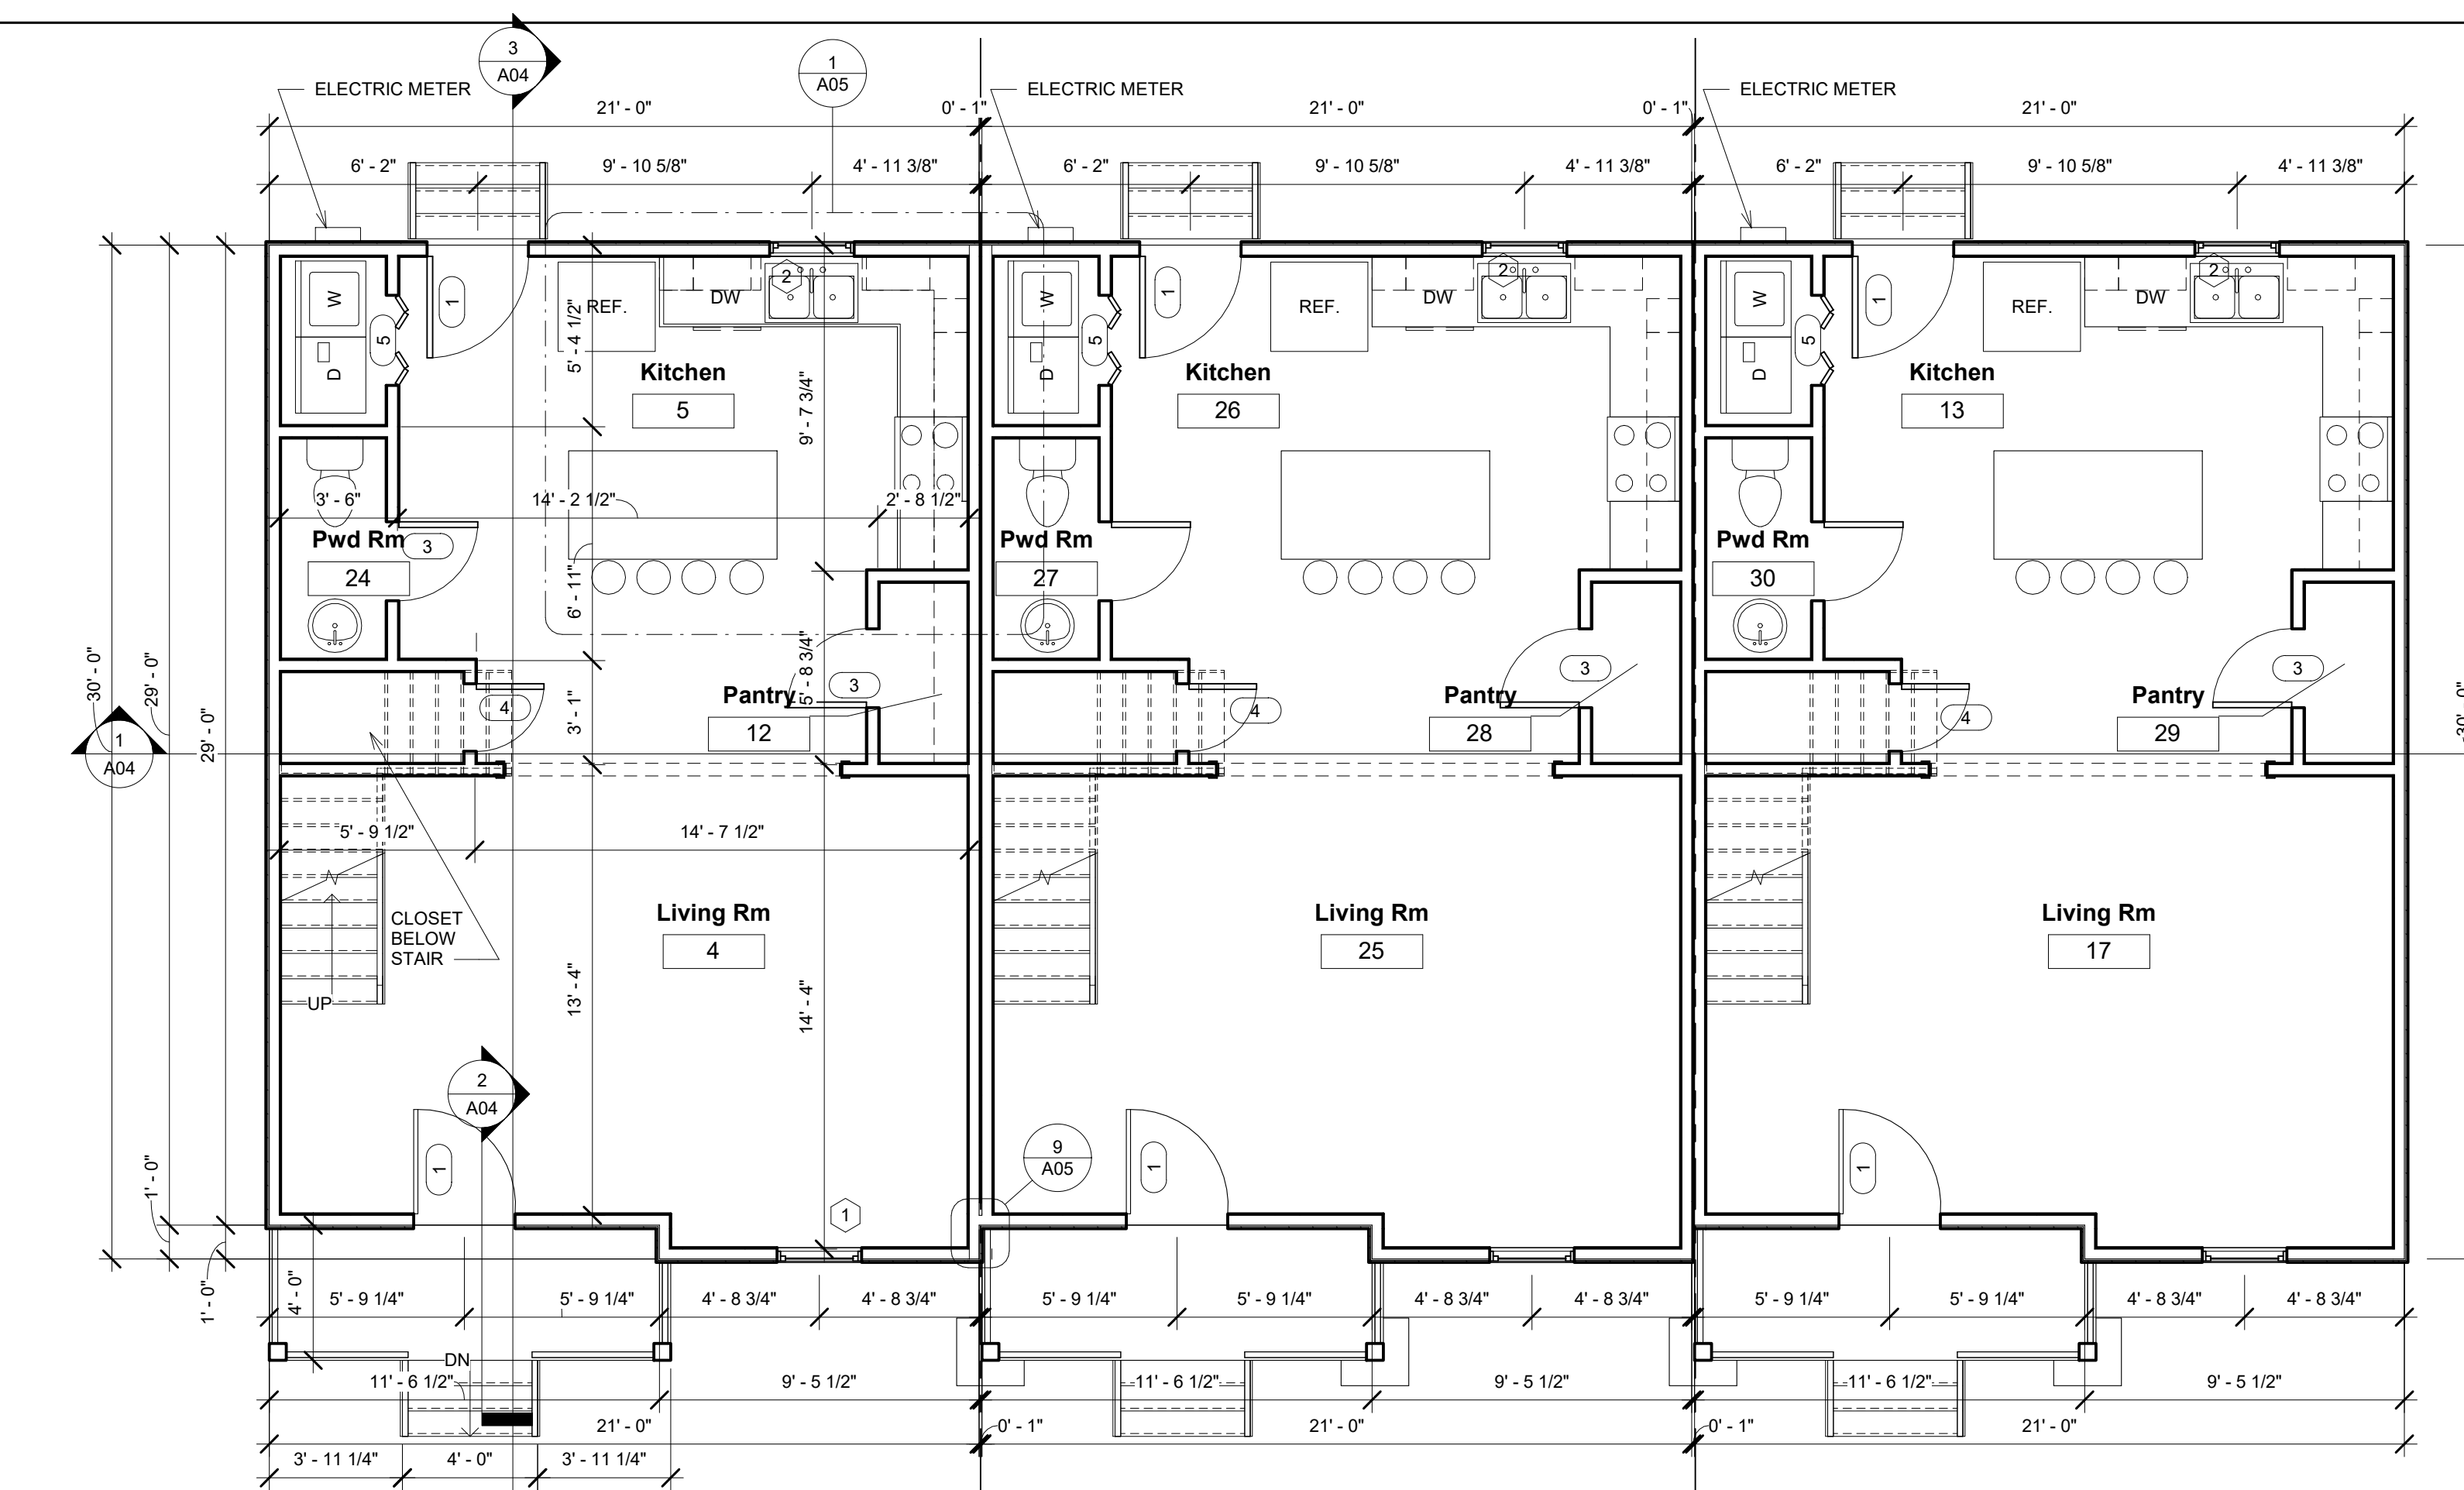 3
A04
1
A05
ELECTRIC METER
ELECTRIC METER
ELECTRIC METER
21' - 0"
0' - 1"
21' - 0"
0' - 1"
21' - 0"
6' - 2"
9' - 10 5/8"
4' - 11 3/8"
6' - 2"
9' - 10 5/8"
4' - 11 3/8"
6' - 2"
9' - 10 5/8"
4' - 11 3/8"
W
1
REF.
DW
2
W
1
REF.
DW
2
W
1
REF.
DW
2
5' - 4 1/2"
5
5
5
D
D
D
Kitchen
5
9' - 7 3/4"
Kitchen
26
Kitchen
13
3' - 6"
14' - 2 1/2"
2' - 8 1/2"
Pwd Rm
24
3
Pwd Rm
27
Pwd Rm
30
6' - 11"
30' - 0"
29' - 0"
29' - 0"
5' - 8 3/4"
3' - 1"
4
Pantry
12
3
4
Pantry
28
3
4
Pantry
29
3
30' - 0"
1
A04
5' - 9 1/2"
14' - 7 1/2"
CLOSET
BELOW
STAIR
UP
Living Rm
4
Living Rm
25
Living Rm
17
13' - 4"
14' - 4"
2
A04
1
1
1
9
A05
1
1' - 0"
1' - 0"
4' - 0"
5' - 9 1/4"
5' - 9 1/4"
4' - 8 3/4"
4' - 8 3/4"
5' - 9 1/4"
5' - 9 1/4"
4' - 8 3/4"
4' - 8 3/4"
5' - 9 1/4"
5' - 9 1/4"
4' - 8 3/4"
4' - 8 3/4"
DN
11' - 6 1/2"
9' - 5 1/2"
11' - 6 1/2"
9' - 5 1/2"
11' - 6 1/2"
9' - 5 1/2"
21' - 0"
0' - 1"
21' - 0"
0' - 1"
21' - 0"
3' - 11 1/4"
4' - 0"
3' - 11 1/4"